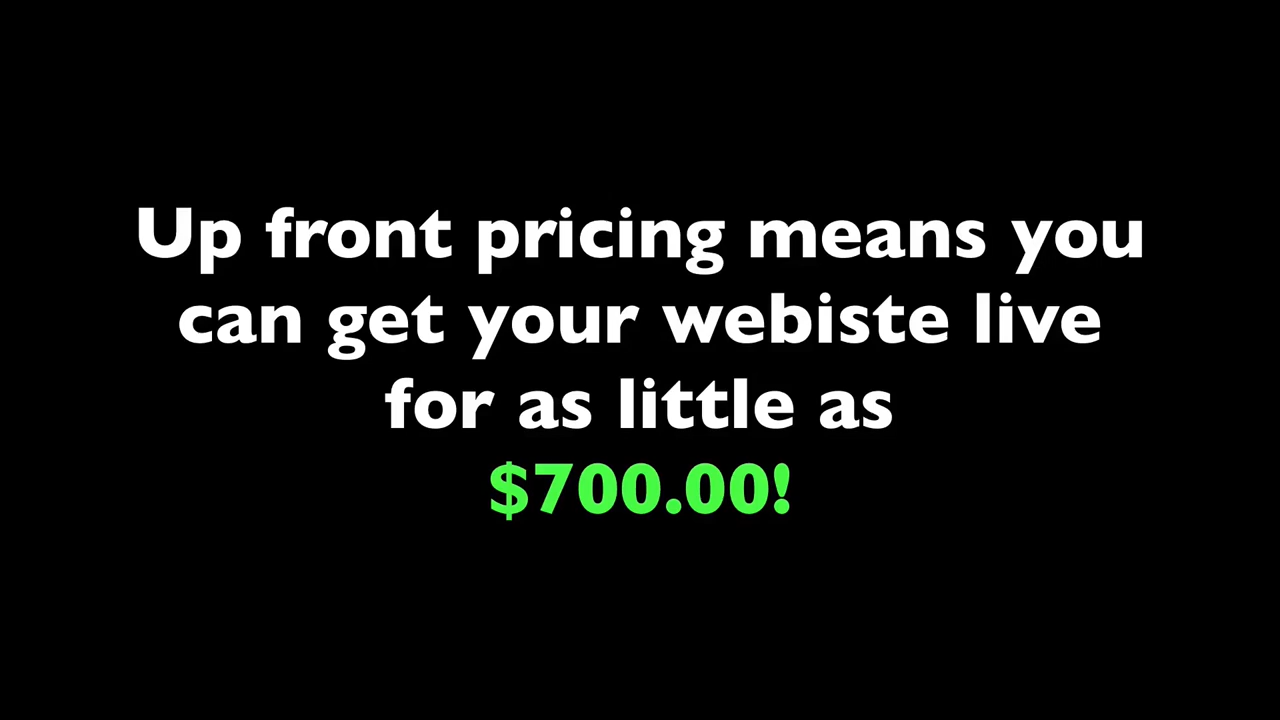 Up front pricing means you
can get your webiste live
for as little as
$700.00!